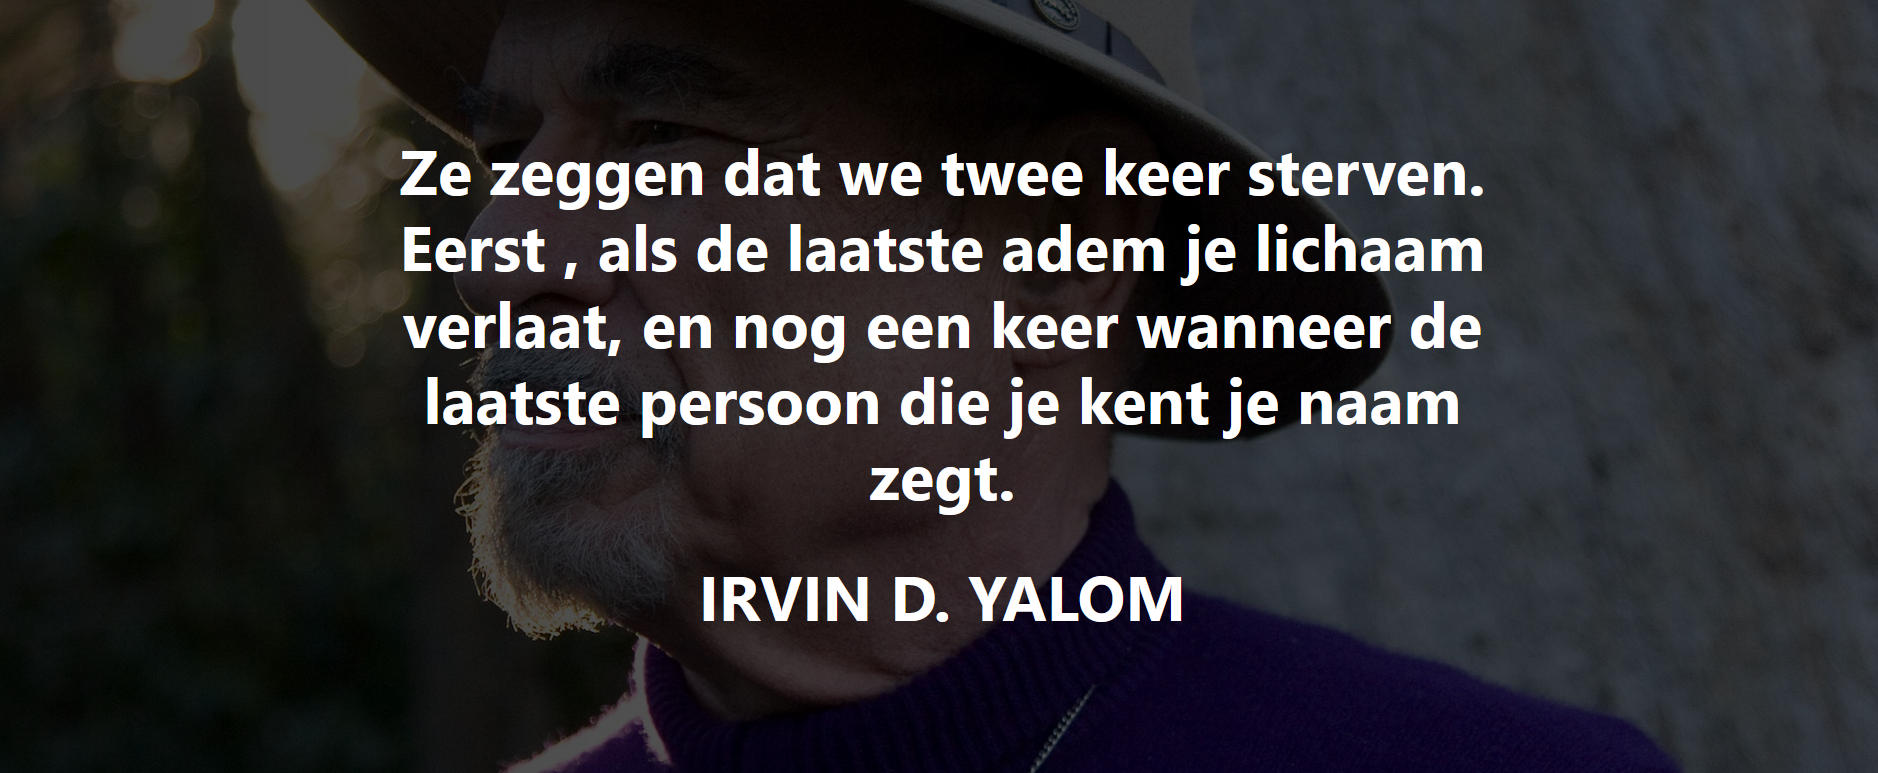 Ze zeggen dat we twee keer sterven.
Eerst , als de laatste adem je lichaam
verlaat, en nog een keer wanneer de
laatste persoon die je kent je naam
zegt.
IRVIN D. YALOM